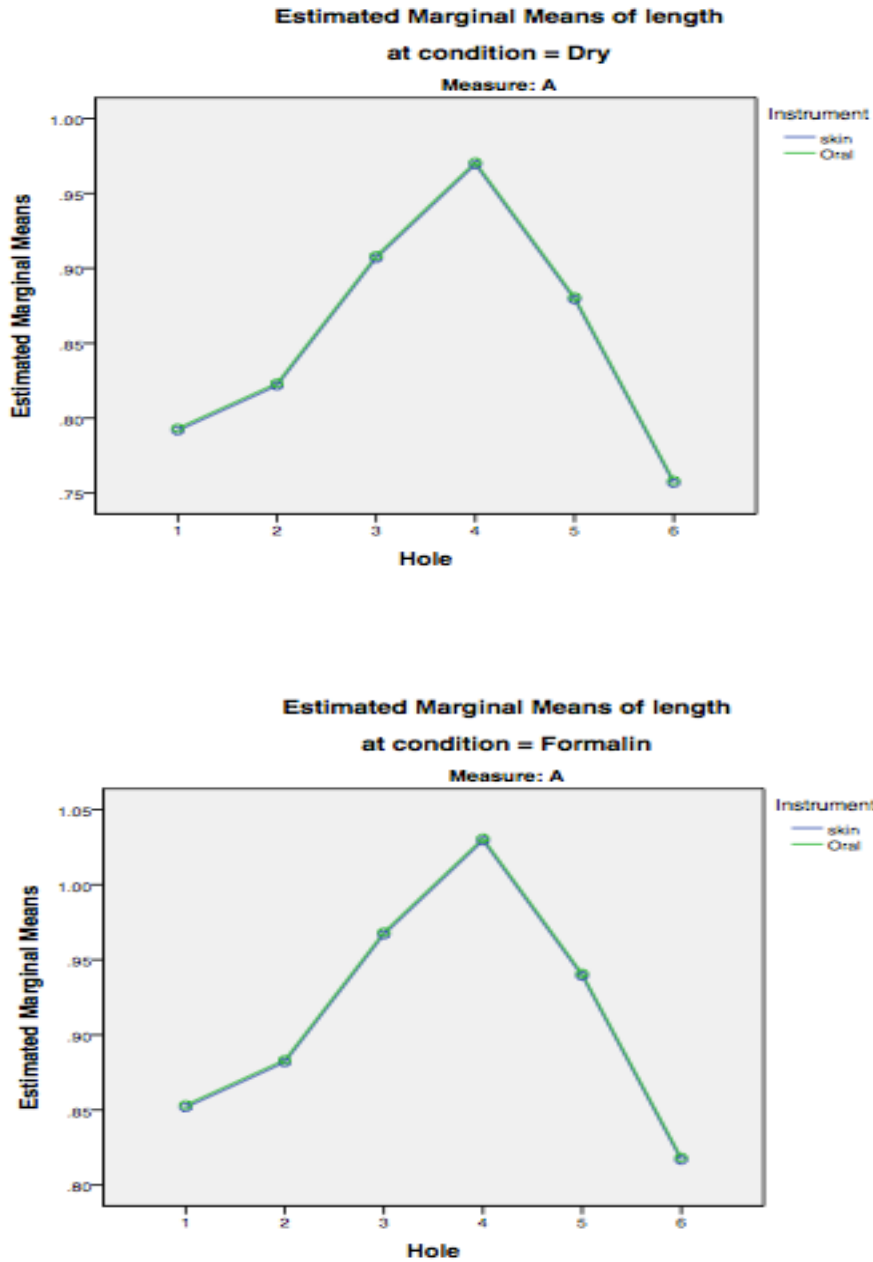 Estimated Marginal Means of length
at condition = Dry
Measure: A
Estimated Marginal Means
1.00
.95
.90
.85
.80
.75
1 2 3 4 5 6
Hole
Instrument
skin
Oral
Estimated Marginal Means of length
at condition = Formalin
Measure: A
Estimated Marginal Means
1.05
1.00
.95
.90
.85
.80
1 2 3 4 5 6
Hole
Instrument
skin
Oral